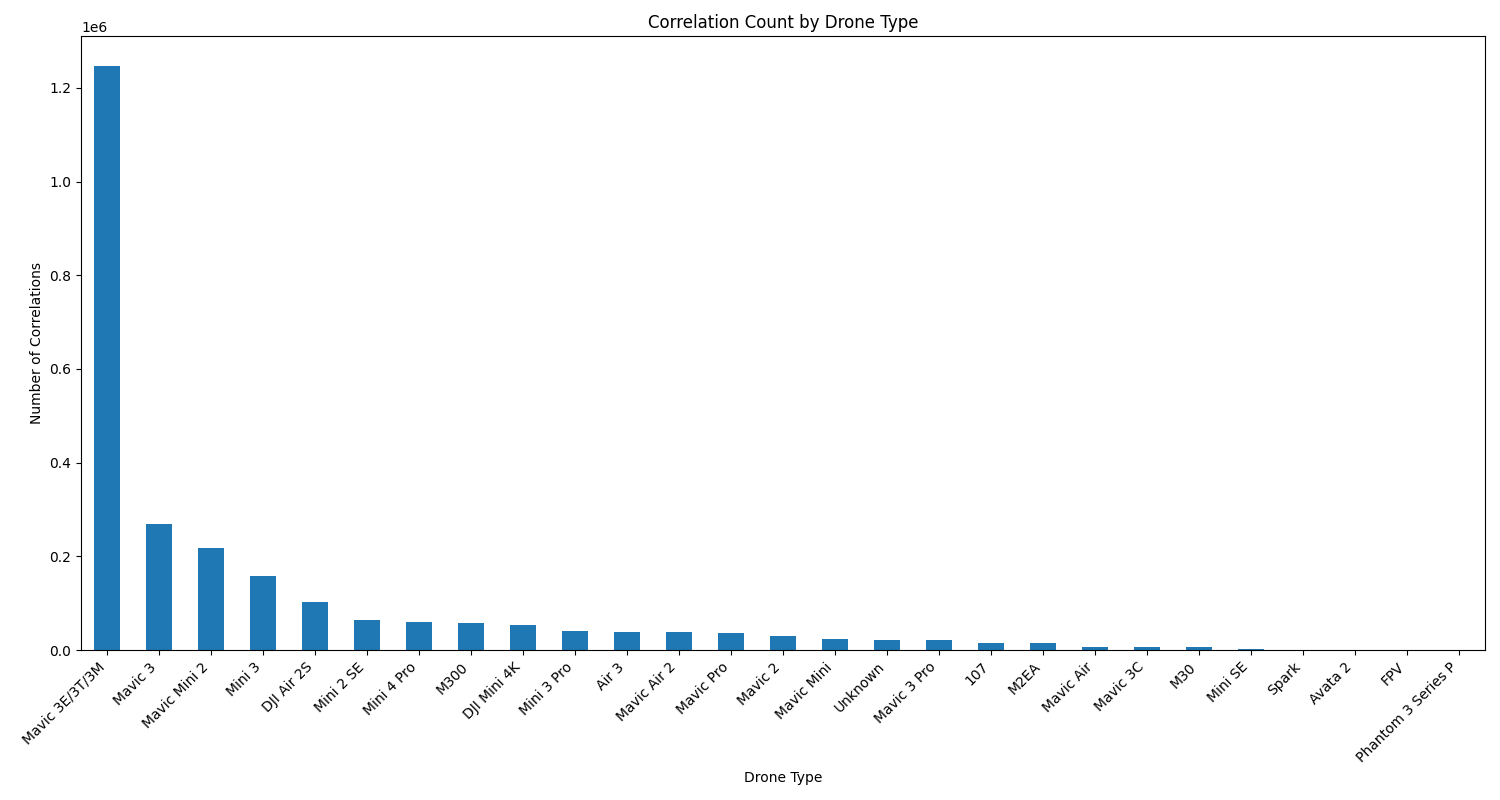 Correlation Count by Drone Type
1e6
1.2
1.0
0.8
0.6
0.4
0.2
0.0
Number of Correlations
Mavic 3E/3T/3M
Mavic 3
Mavic Mini 2
Mini 3
DJI Air 2S
Mini 2 SE
Mini 4 Pro
M300
DJI Mini 4K
Mini 3 Pro
Air 3
Mavic Air 2
Mavic Pro
Mavic 2
Mavic Mini
Unknown
Mavic 3 Pro
107
M2EA
Mavic Air
Mavic 3C
M30
Mini SE
Spark
Avata 2
FPV
Phantom 3 Series P
Drone Type